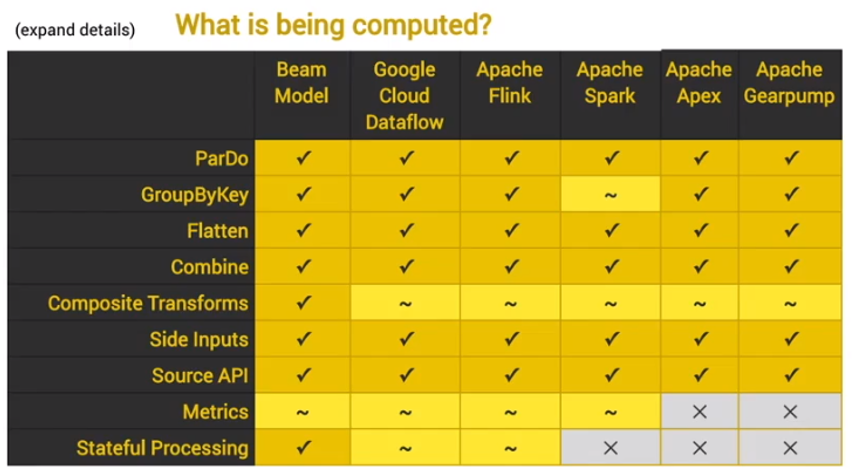 (expand details) What is being computed?
Beam Model Google Cloud Dataflow Apache Flink Apache Spark Apache Apex Apache Gearpump
ParDo ✓ ✓ ✓ ✓ ✓ ✓
GroupByKey ✓ ✓ ✓ ~ ✓ ✓
Flatten ✓ ✓ ✓ ✓ ✓ ✓
Combine ✓ ✓ ✓ ✓ ✓ ✓
Composite Transforms ✓ ~ ~ ~ ~ ~
Side Inputs ✓ ✓ ✓ ✓ ✓ ✓
Source API ✓ ✓ ✓ ✓ ✓ ✓
Metrics ~ ~ ~ ~ × ×
Stateful Processing ✓ ~ ~ × × ×